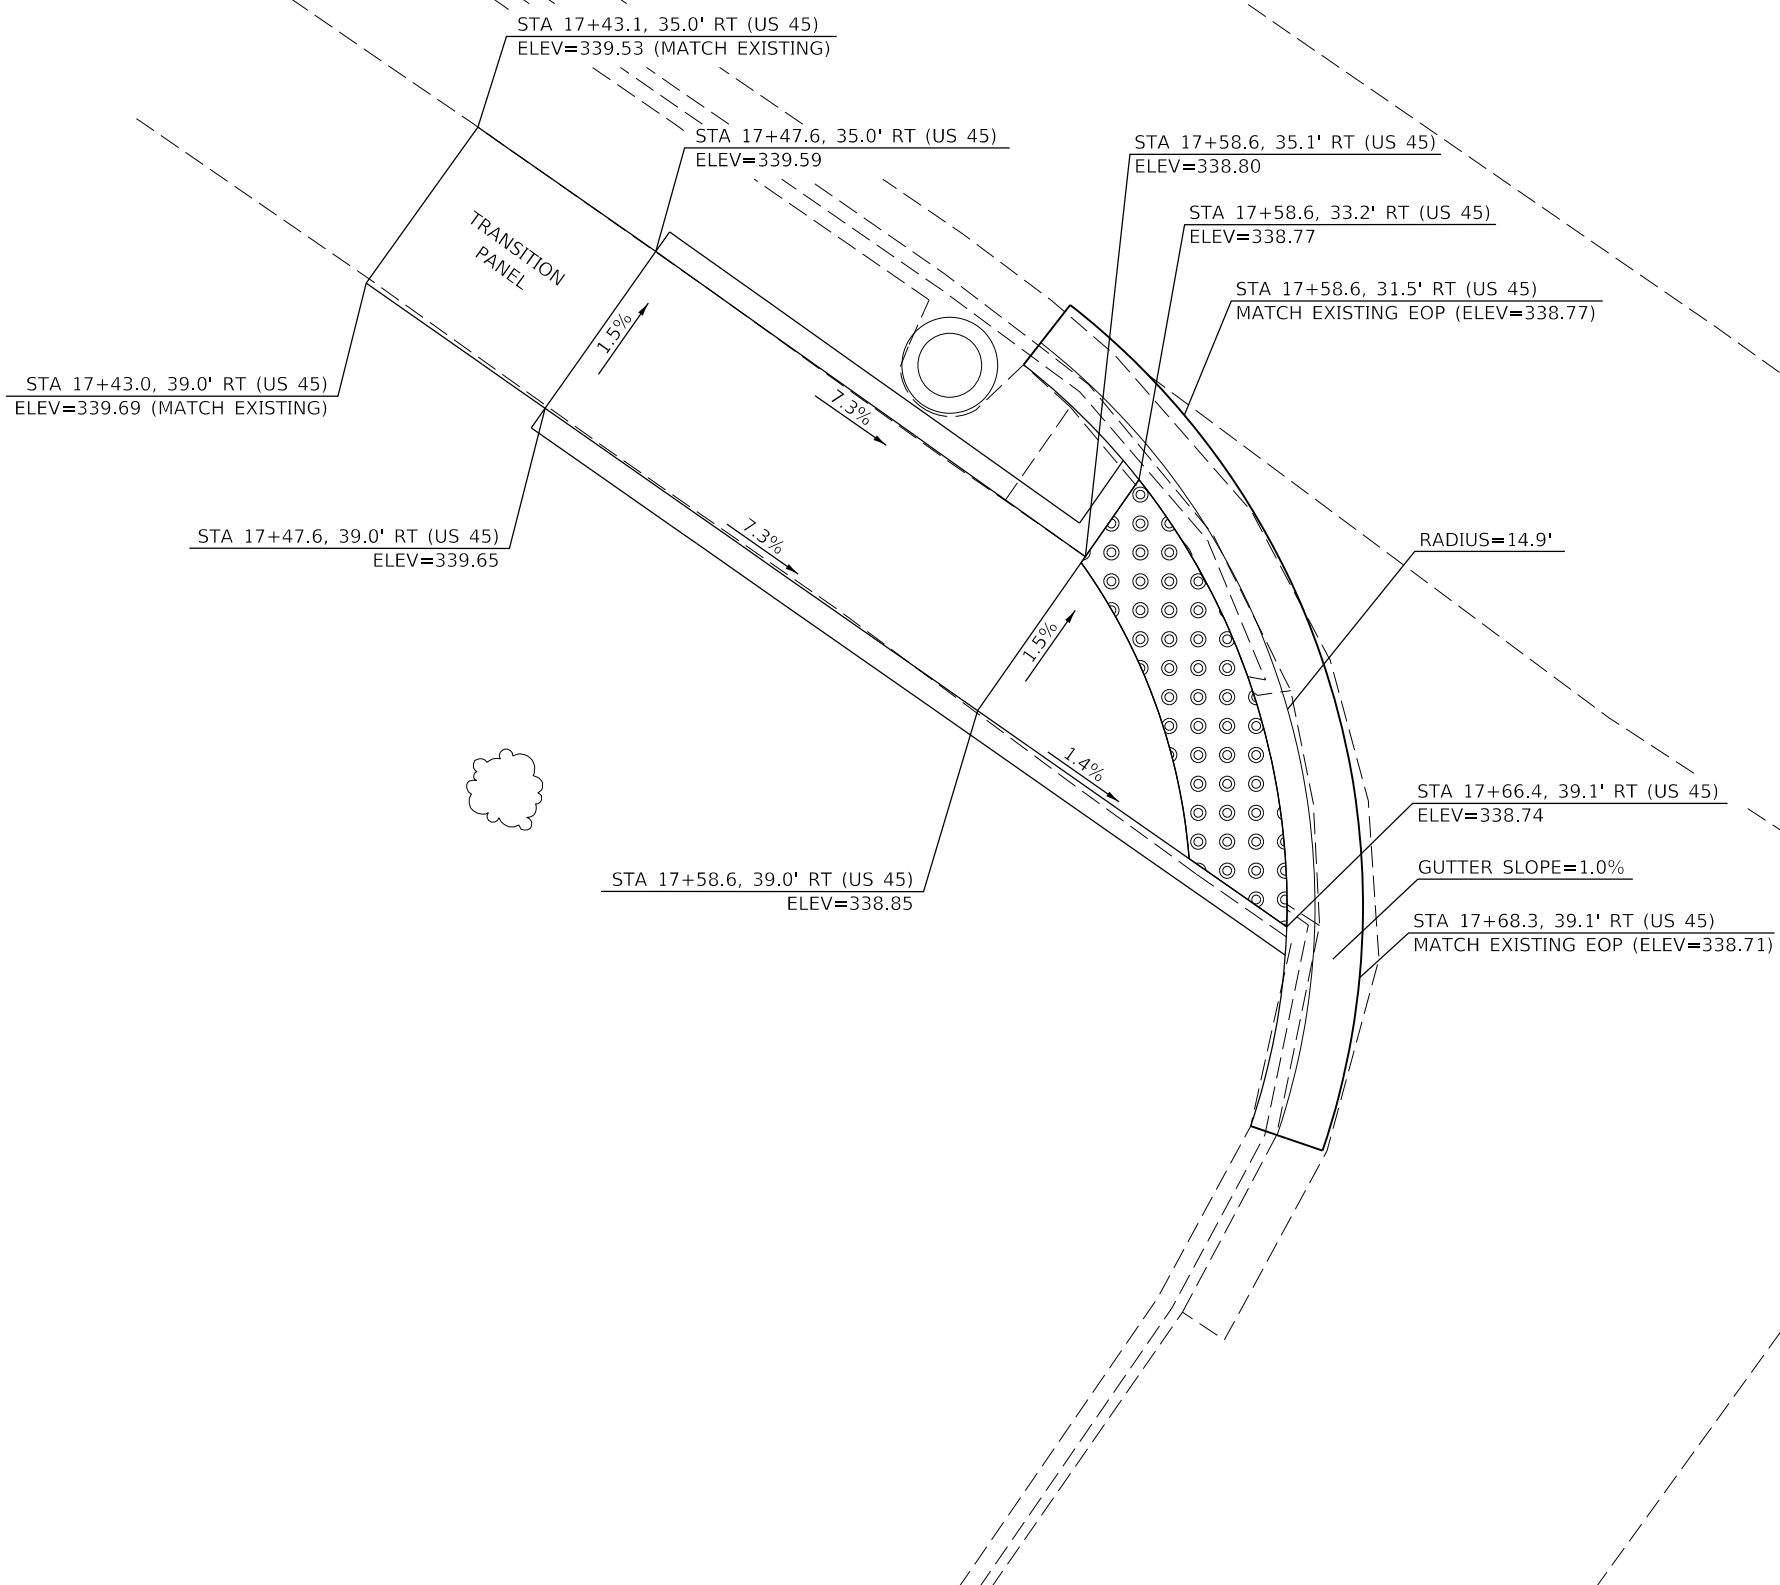 STA 17+43.1, 35.0' RT (US 45)
ELEV=339.53 (MATCH EXISTING)
STA 17+47.6, 35.0' RT (US 45)
ELEV=339.59
STA 17+58.6, 35.1' RT (US 45)
ELEV=338.80
STA 17+58.6, 33.2' RT (US 45)
ELEV=338.77
STA 17+58.6, 31.5' RT (US 45)
MATCH EXISTING EOP (ELEV=338.77)
TRANSITION
PANEL
1.5%
STA 17+43.0, 39.0' RT (US 45)
ELEV=339.69 (MATCH EXISTING)
7.3%
STA 17+47.6, 39.0' RT (US 45)
ELEV=339.65
7.3%
RADIUS=14.9'
1.5%
1.4%
STA 17+66.4, 39.1' RT (US 45)
ELEV=338.74
GUTTER SLOPE=1.0%
STA 17+58.6, 39.0' RT (US 45)
ELEV=338.85
STA 17+68.3, 39.1' RT (US 45)
MATCH EXISTING EOP (ELEV=338.71)